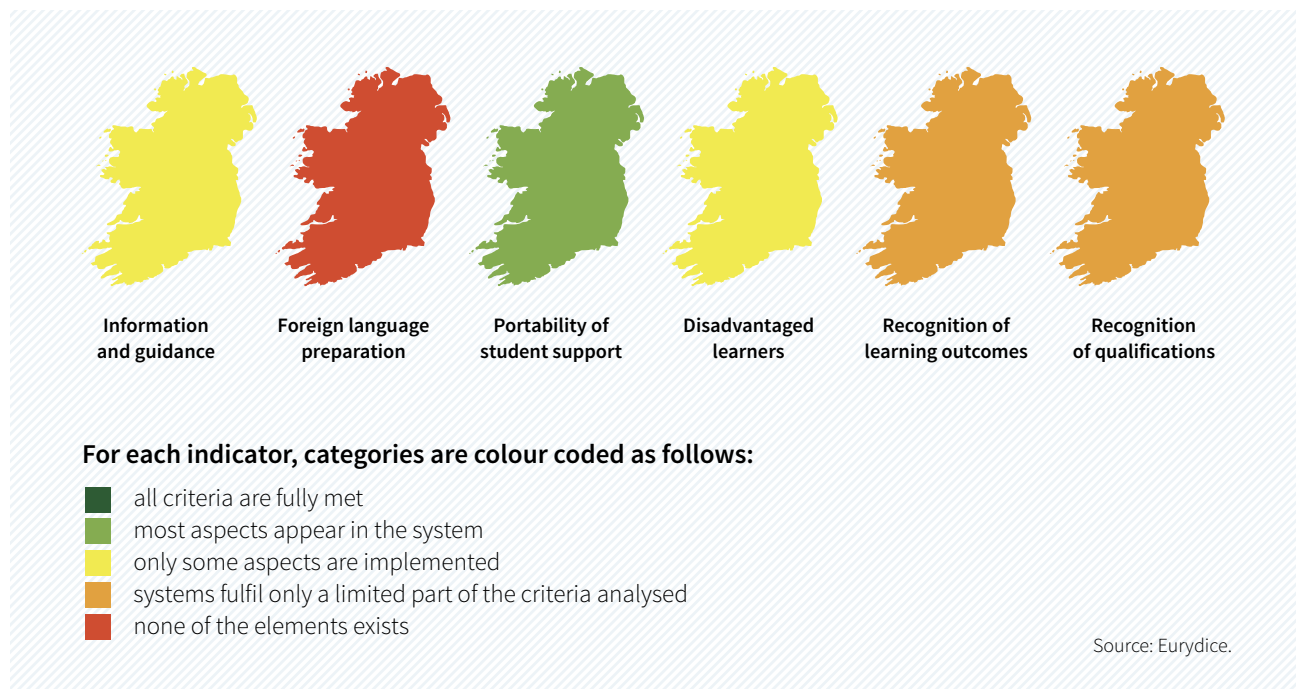 Information
and guidance
Foreign language
preparation
Portability of
student support
Disadvantaged
learners
Recognition of
learning outcomes
Recognition
of qualifications
For each indicator, categories are colour coded as follows:
all criteria are fully met
most aspects appear in the system
only some aspects are implemented
systems fulfil only a limited part of the criteria analysed
none of the elements exists
Source: Eurydice.